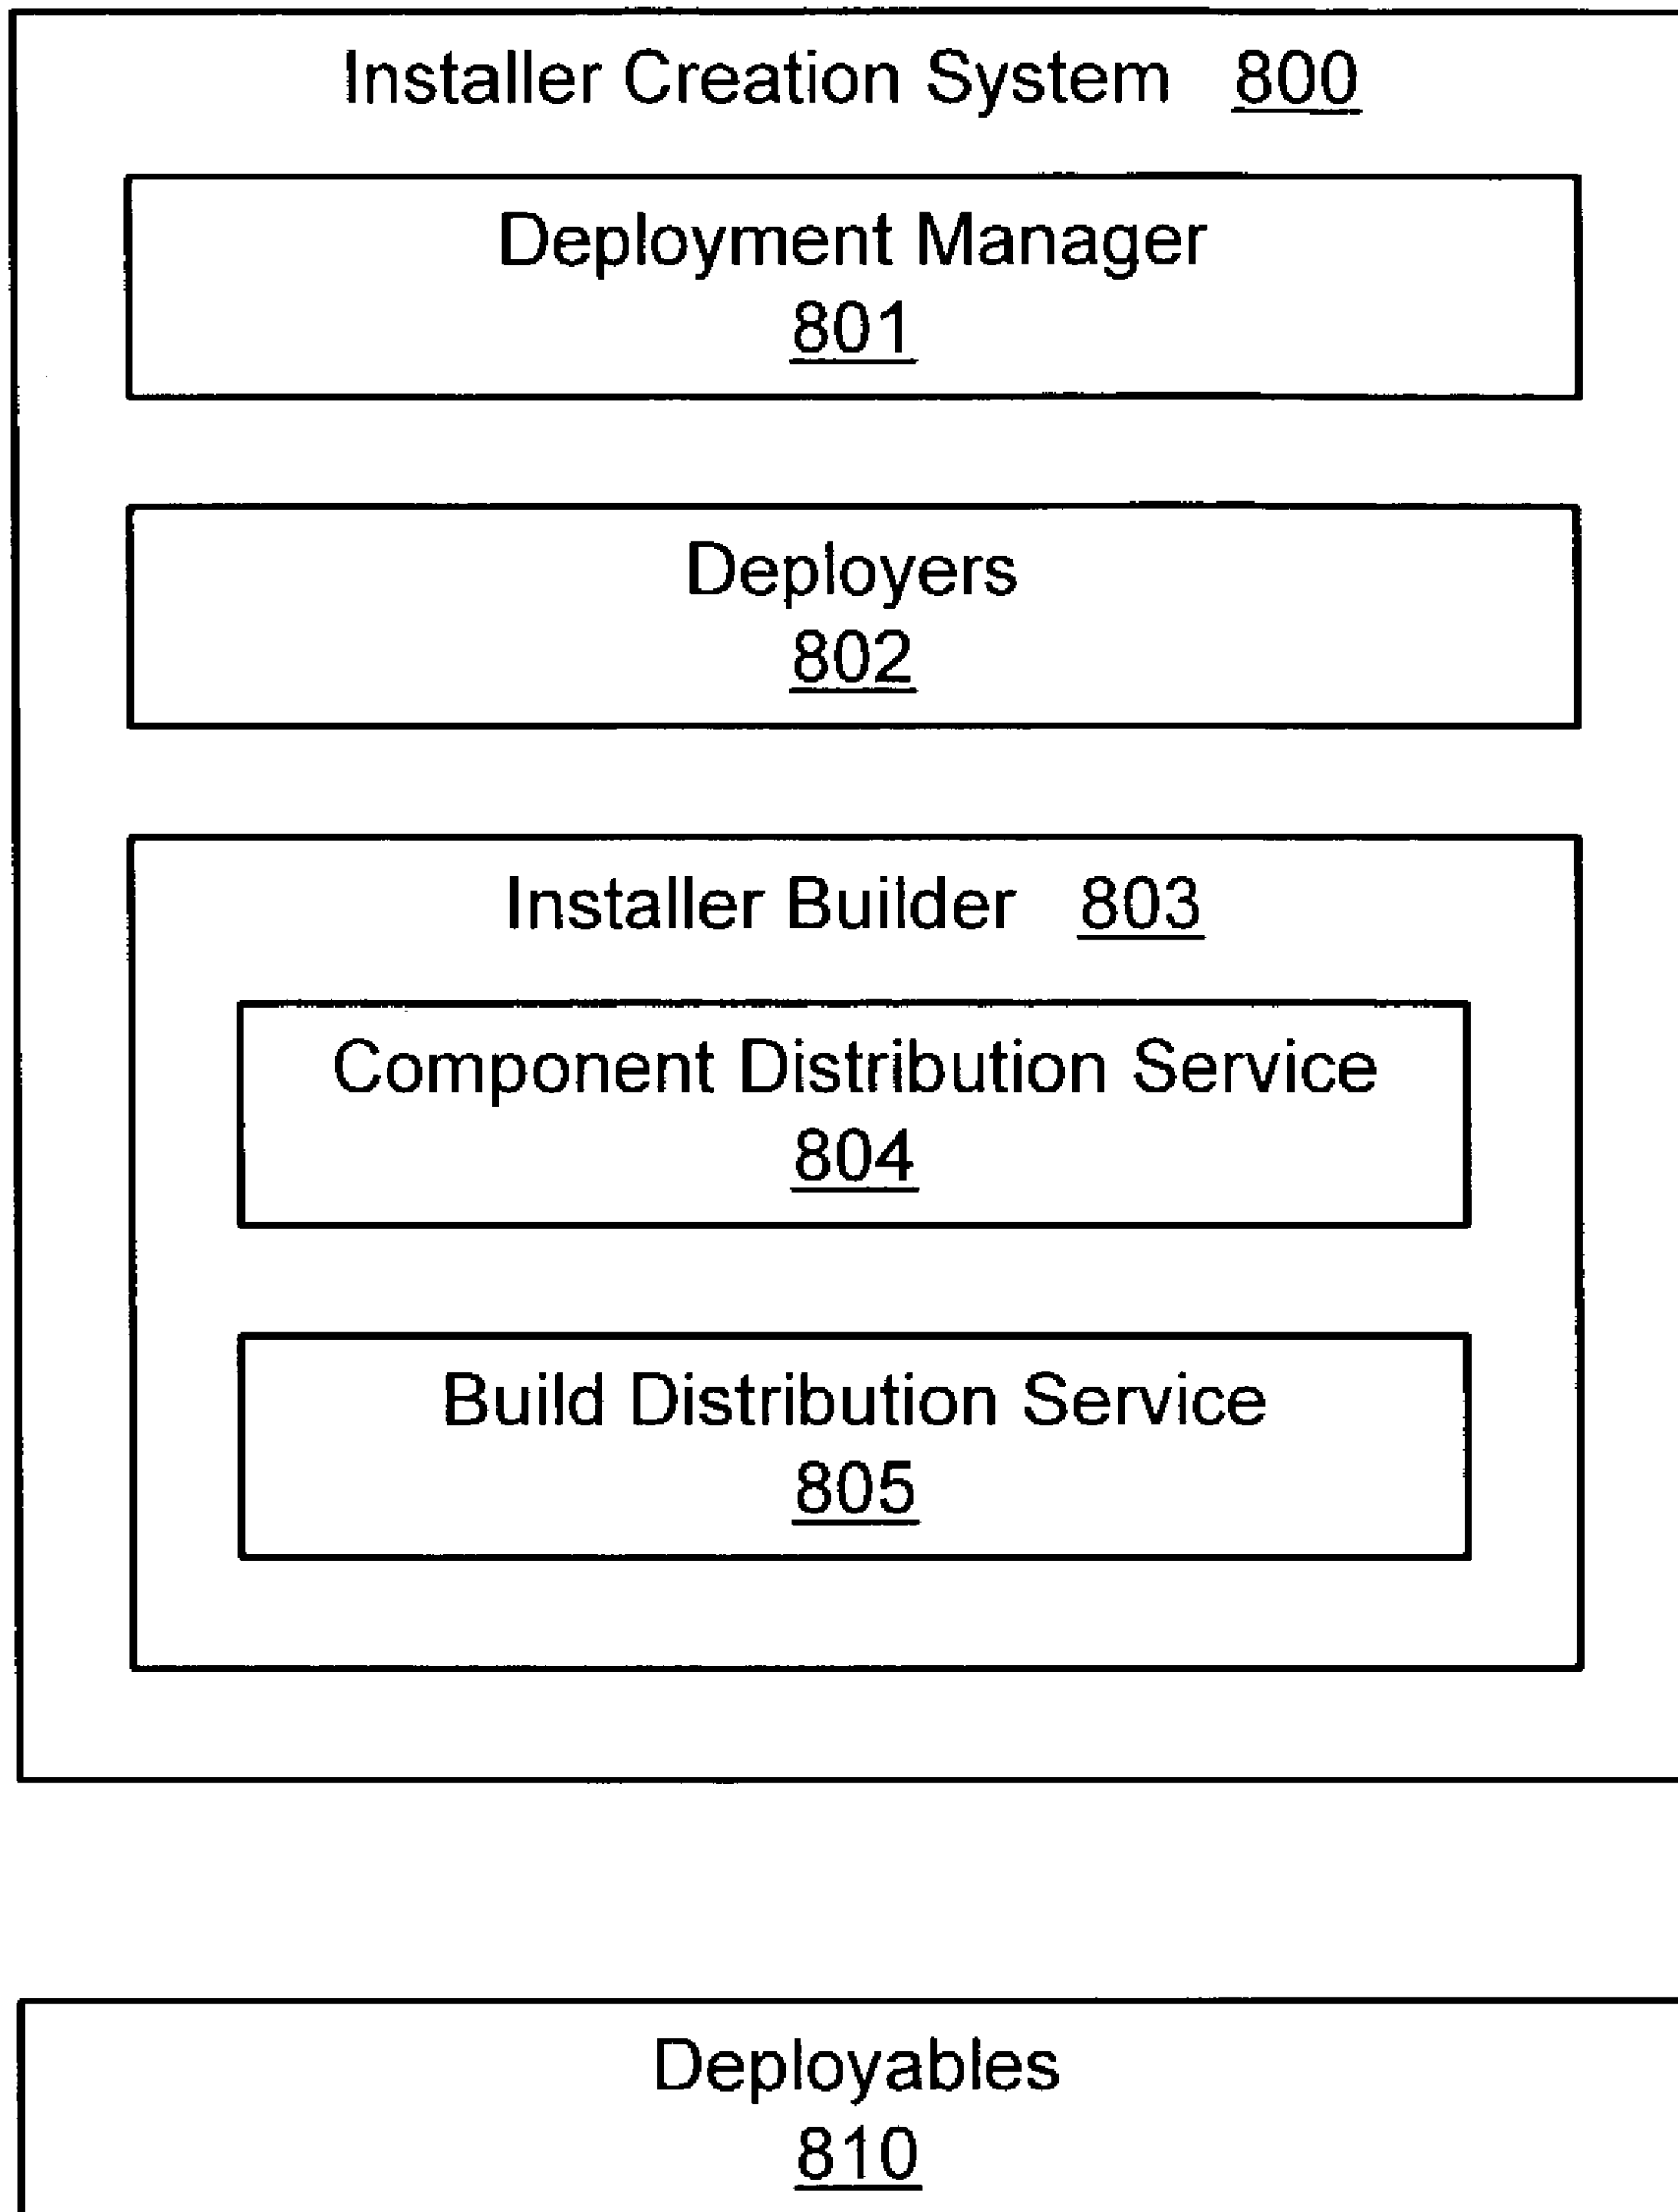 Installer Creation System 800
Deployment Manager
801
Deployers
802
Installer Builder 803
Component Distribution Service
804
Build Distribution Service
805
Deployables
810